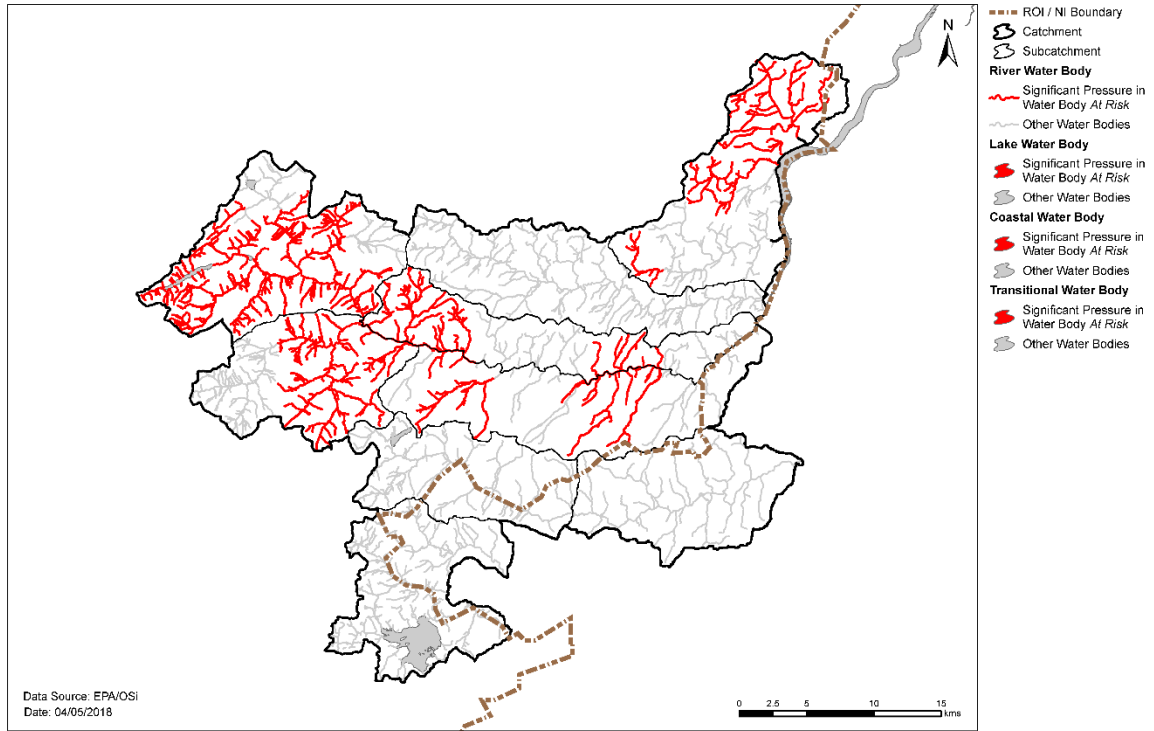 N
Data Source: EPA/OSi
Date: 04/05/2018
0 2.5 5 10 15
kms
ROI / NI Boundary
Catchment
Subcatchment
River Water Body
Significant Pressure in
Water Body At Risk
Other Water Bodies
Lake Water Body
Significant Pressure in
Water Body At Risk
Other Water Bodies
Coastal Water Body
Significant Pressure in
Water Body At Risk
Other Water Bodies
Transitional Water Body
Significant Pressure in
Water Body At Risk
Other Water Bodies